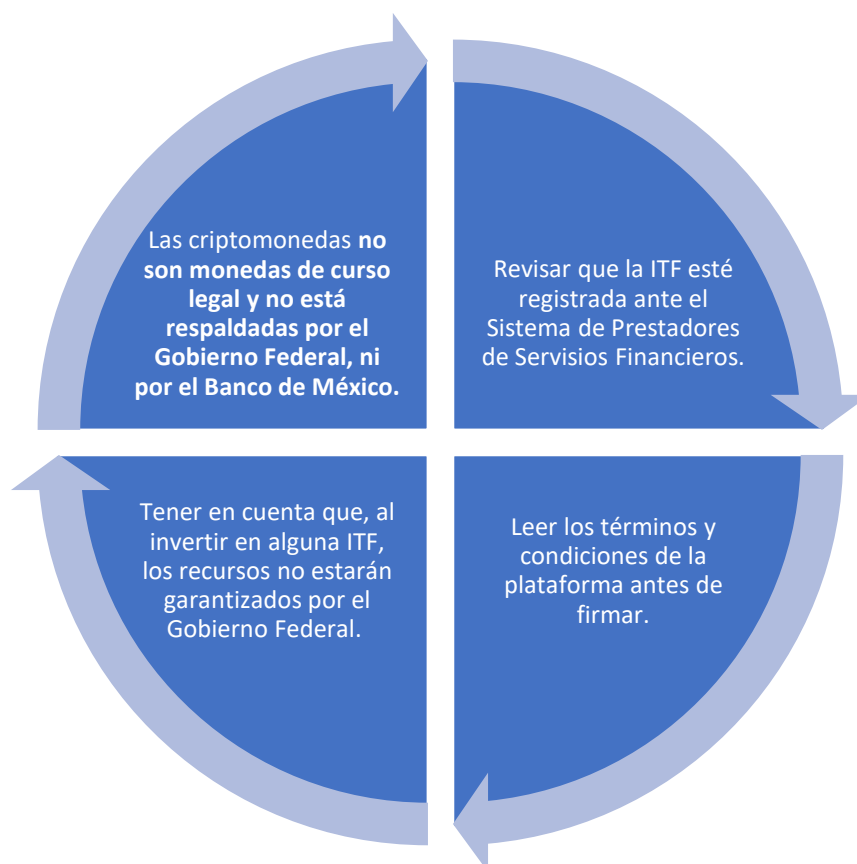 Las criptomonedas no
son monedas de curso
legal y no está
respaldadas por el
Gobierno Federal, ni
por el Banco de México.
Revisar que la ITF esté
registrada ante el
Sistema de Prestadores
de Servisios Financieros.
Tener en cuenta que, al
invertir en alguna ITF,
los recursos no estarán
garantizados por el
Gobierno Federal.
Leer los términos y
condiciones de la
plataforma antes de
firmar.